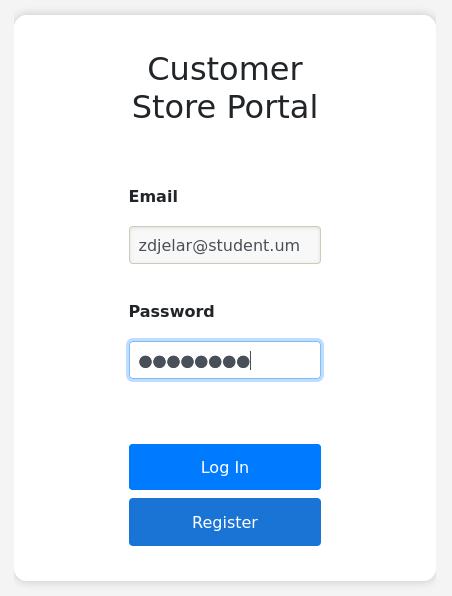 Customer
Store Portal
Email
zdjelar@student.um
Password
●●●●●●●●
Log In
Register